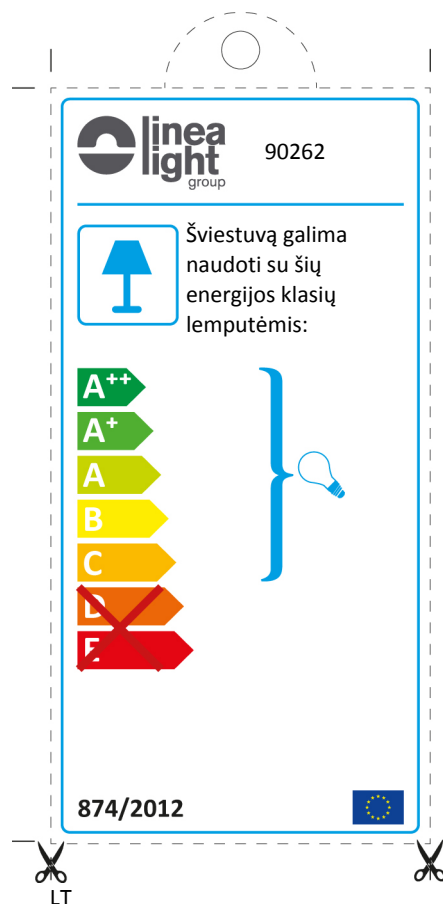 linea
light
group
90262
Šviestuvą galima
naudoti su šių
energijos klasių
lemputėmis:
A++
A+
A
B
C
D
E
874/2012
LT